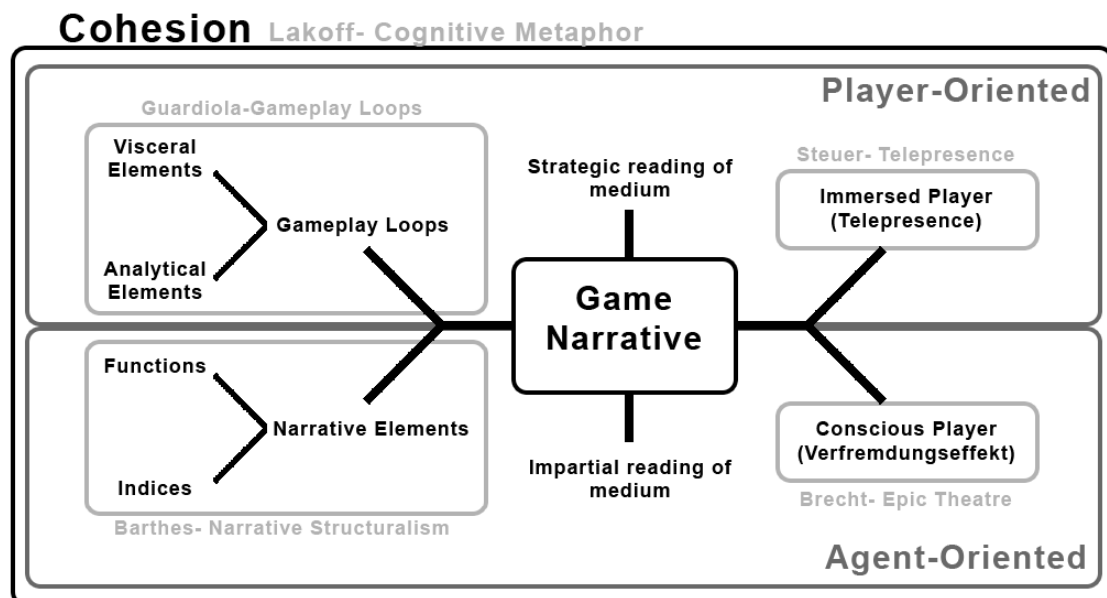 Cohesion Lakoff- Cognitive Metaphor
Player-Oriented
Guardiola-Gameplay Loops
Visceral
Elements
Gameplay Loops
Analytical
Elements
Strategic reading of
medium
Steuer- Telepresence
Immersed Player
(Telepresence)
Game
Narrative
Functions
Narrative Elements
Indices
Barthes- Narrative Structuralism
Impartial reading of
medium
Conscious Player
(Verfremdungseffekt)
Brecht- Epic Theatre
Agent-Oriented